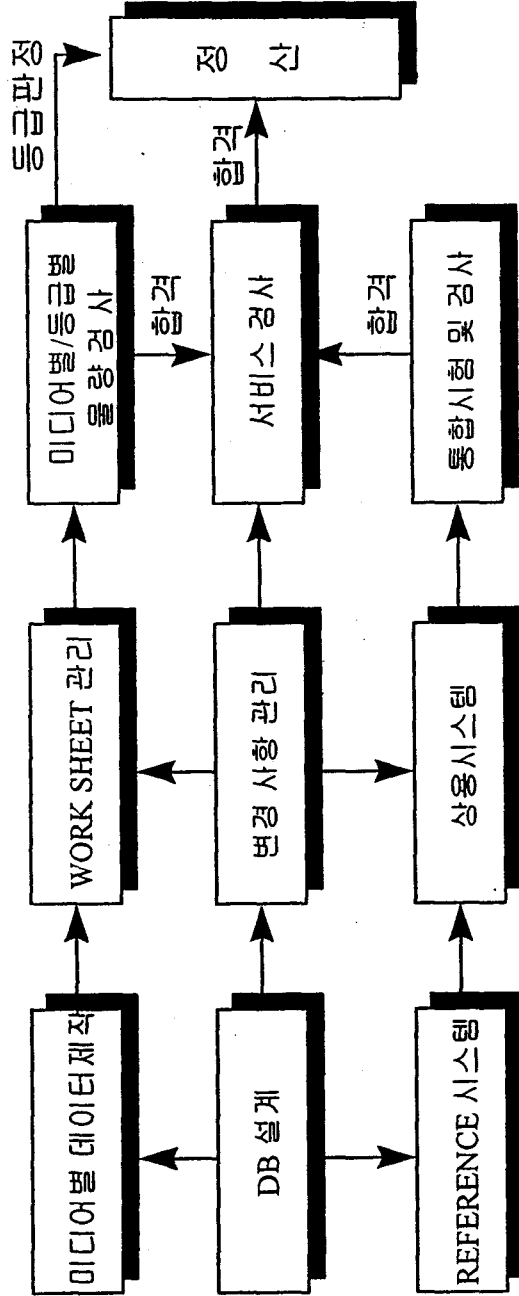 미디어별 데이터제작
WORK SHEET 관리
미디어별/등급별
물량 검 사
등급판정
DB 설계
변경 사항 관리
합격
서비스 검사
합격
정 산
REFERENCE 시스템
상용시스템
통합시험 및 검사
합격